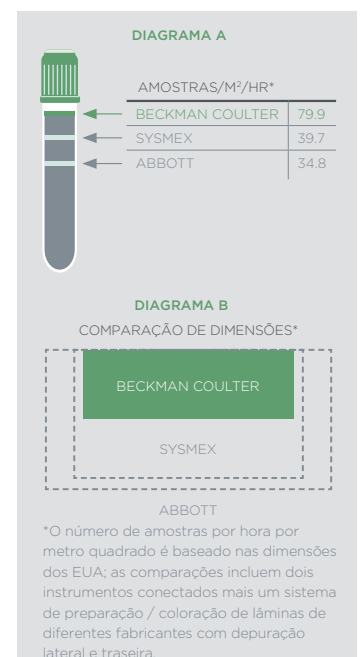 DIAGRAMA A
AMOSTRAS/M²/HR*
BECKMAN COULTER 79.9
SYSMEX 39.7
ABBOTT 34.8
DIAGRAMA B
COMPARAÇÃO DE DIMENSÕES*
BECKMAN COULTER
SYSMEX
ABBOTT
*O número de amostras por hora por
metro quadrado é baseado nas dimensões
dos EUA; as comparações incluem dois
instrumentos conectados mais um sistema
de preparação / coloração de lâminas de
diferentes fabricantes com depuração
lateral e traseira